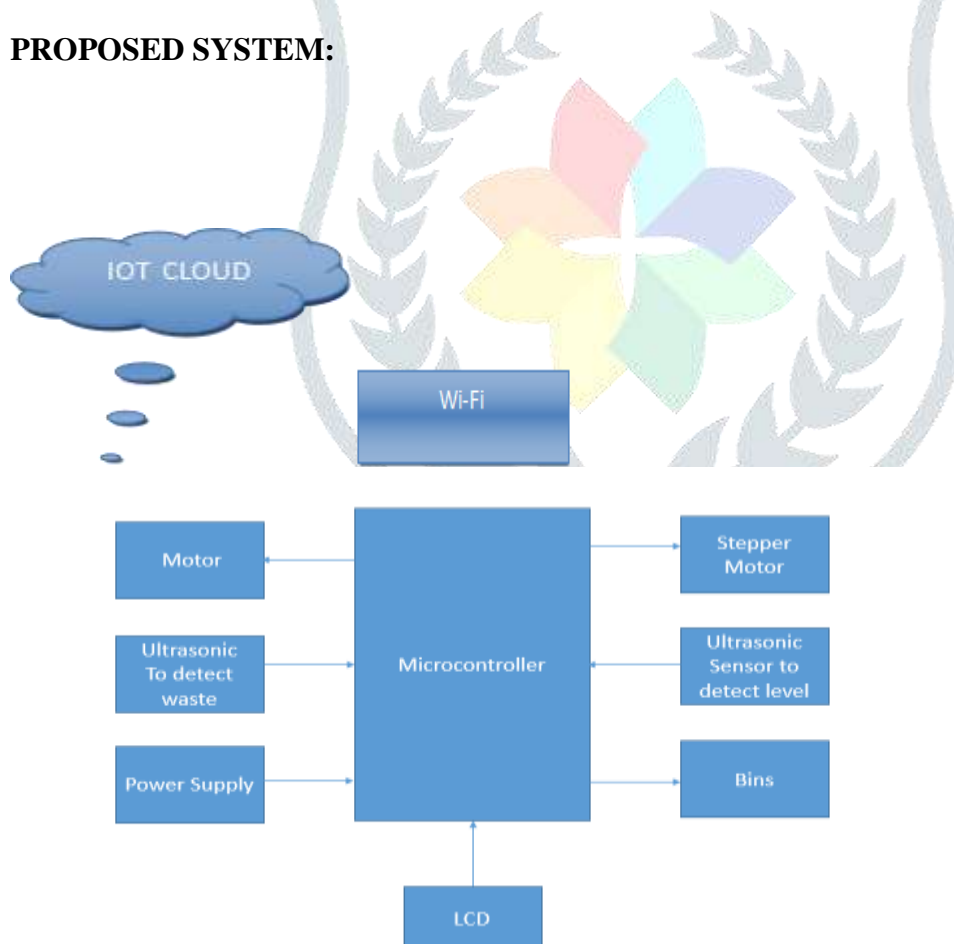 PROPOSED SYSTEM:
IOT CLOUD
Wi-Fi
Motor
Stepper
Motor
Ultrasonic
To detect
waste
Microcontroller
Ultrasonic
Sensor to
detect level
Power Supply
Bins
LCD